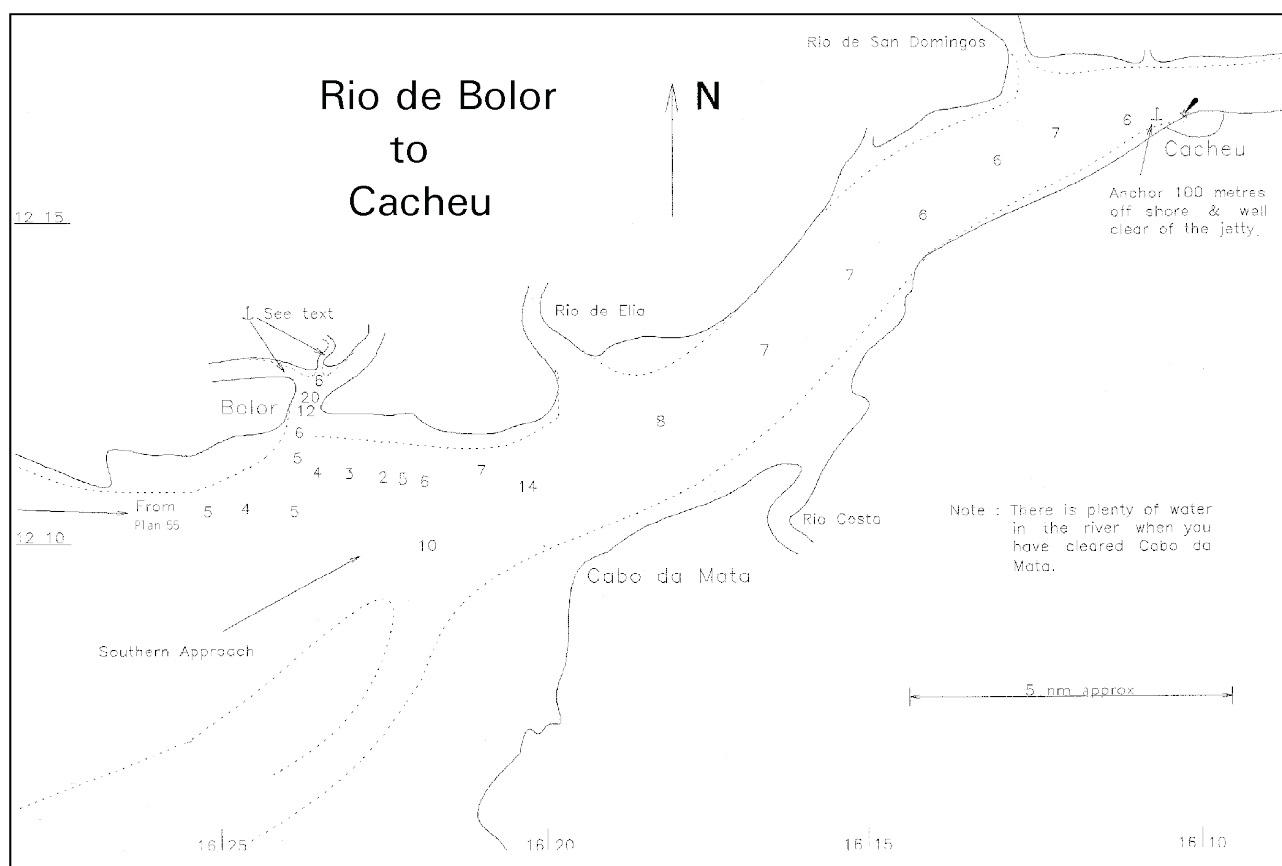 Rio de San Domingos
Rio de Bolor
to
Cacheu
N
6
7
6
Cacheu
Anchor 100 metres
off shore & well
clear of the jetty.
12 15
6
7
See text
Rio de Elia
7
6
20
Bolor 12
8
6
5
4 3 2 5 6 7 14
From
Plan 55
5 4 5
Rio Costa
Note : There is plenty of water
in the river when you
have cleared Cabo da
Mata.
12 10
10
Cabo da Mata
Southern Approach
5 nm approx
16 25
16 20
16 15
16 10